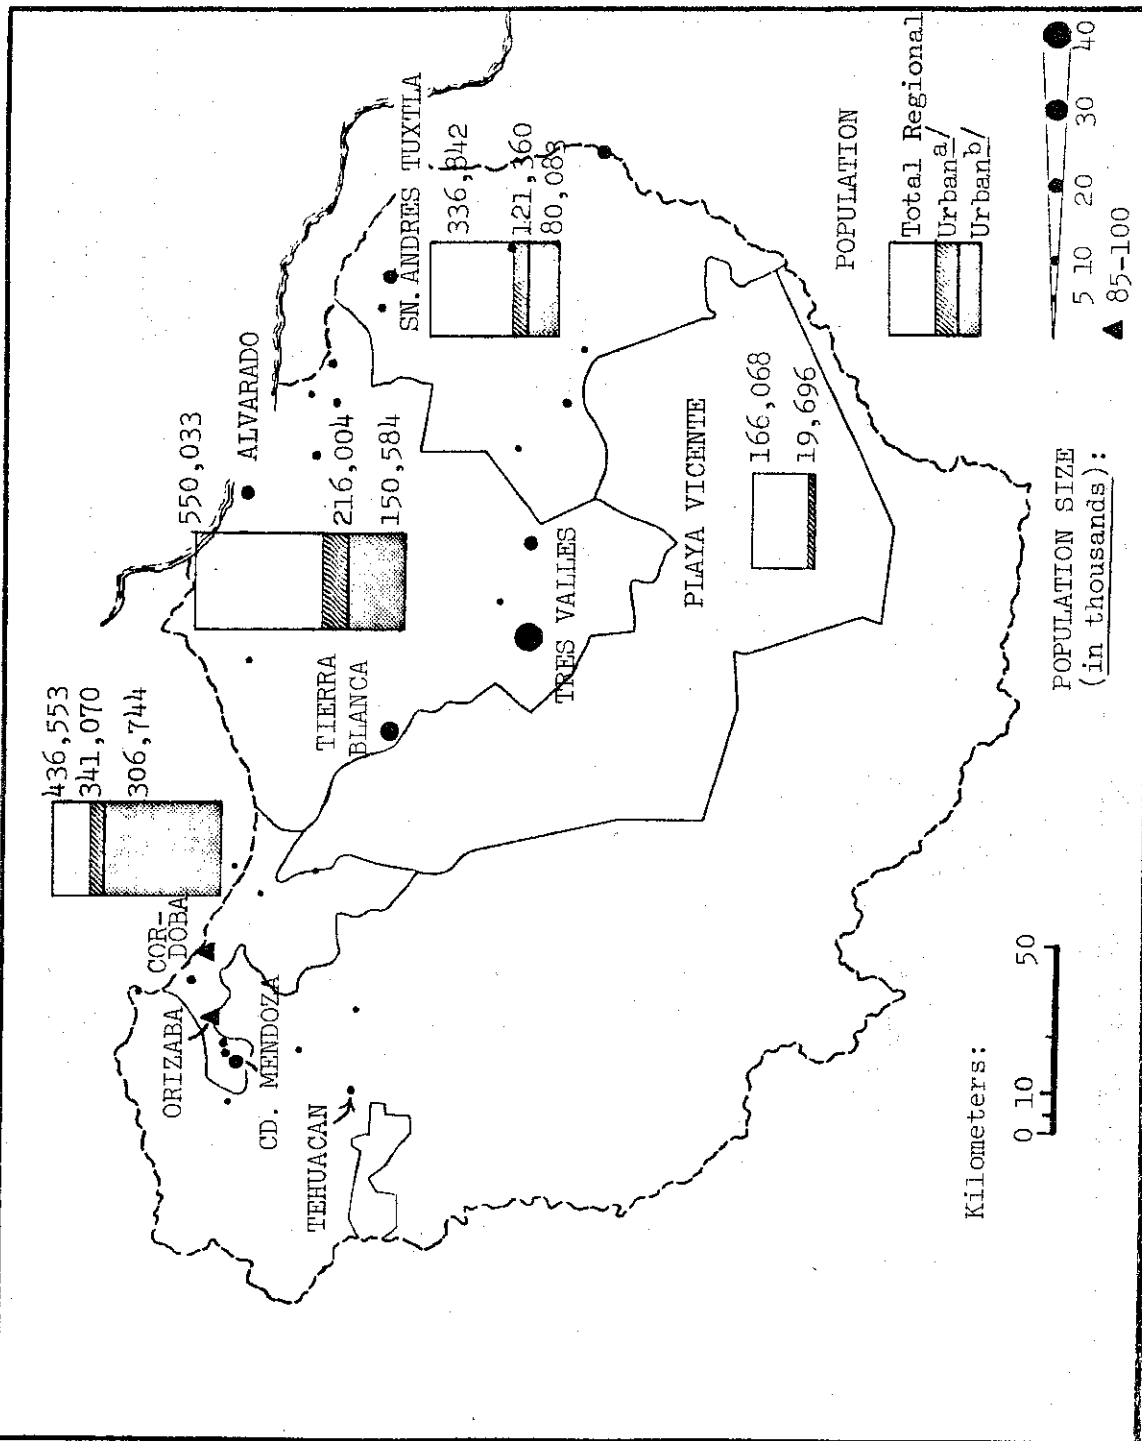 436,553
341,070
306,744
COR-
DOBA
ORIZABA
CD. MENDOZA
TEHUACAN
550,033
216,004
150,584
ALVARADO
TIERRA
BLANCA
TRES VALLES
SN. ANDRES TUXTLA
336,842
121,360
80,083
PLAYA VICENTE
166,068
19,696
POPULATION
Total Regional
Urban a/
Urban b/
Kilometers:
0 10 50
POPULATION SIZE
(in thousands):
5 10 20 30 40
▲ 85-100